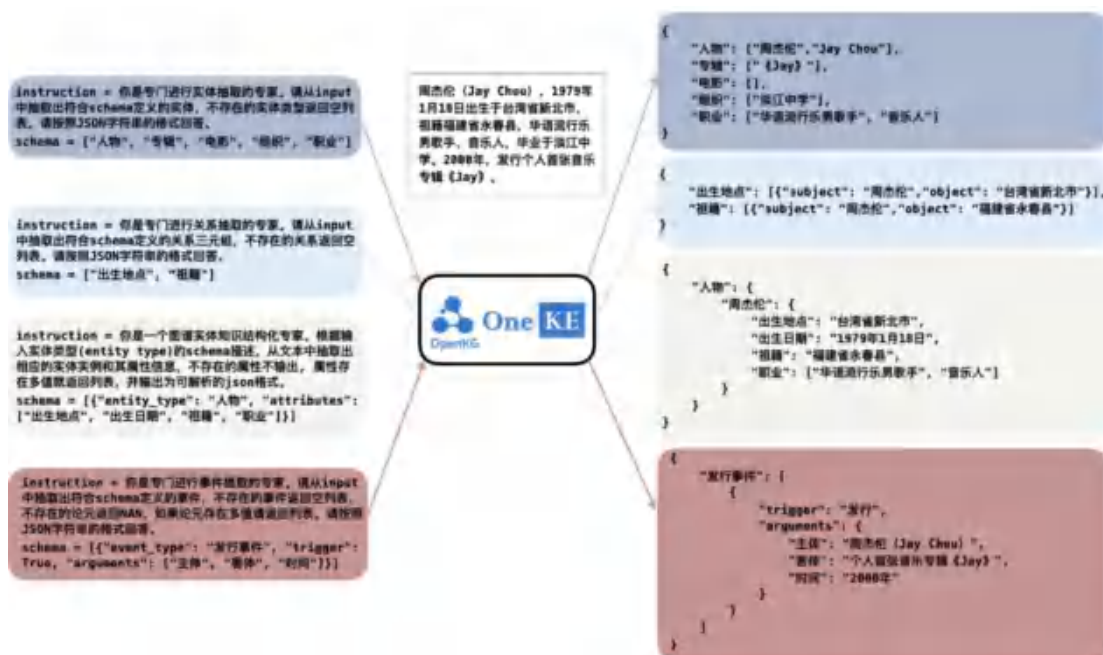 instruction = 你是专门进行实体抽取的专家。请从input
中抽取出符合schema定义的实体，不存在的实体类型返回空列
表。请按照JSON字符串的格式回答。
schema = ["人物", "专辑", "电影", "组织", "职业"]
instruction = 你是专门进行关系抽取的专家。请从input
中抽取出符合schema定义的关系三元组，不存在的关系返回空
列表。请按照JSON字符串的格式回答。
schema = ["出生地点", "祖籍"]
instruction = 你是一个图谱实体知识结构化专家。根据输
入实体类型(entity type)的schema描述，从文本中抽取出
相应的实体实例和其属性信息，不存在的属性不输出，属性存
在多值就返回列表，并输出为可解析的json格式。
schema = [{"entity_type": "人物", "attributes":
["出生地点", "出生日期", "祖籍", "职业"]}]
instruction = 你是专门进行事件提取的专家。请从input
中抽取出符合schema定义的事件，不存在的事件返回空列表，
不存在的论元返回NAN，如果论元存在多值请返回列表。请按照
JSON字符串的格式回答。
schema = [{"event_type": "发行事件", "trigger":
True, "arguments": ["主体", "客体", "时间"]}]
周杰伦（Jay Chou），1979年
1月18日出生于台湾省新北市，
祖籍福建省永春县，华语流行乐
男歌手、音乐人，毕业于淡江中
学。2000年，发行个人首张音乐
专辑《Jay》。
OpenKG
One KE
{
"人物": ["周杰伦","Jay Chou"],
"专辑": ["《Jay》"],
"电影": [],
"组织": ["淡江中学"],
"职业": ["华语流行乐男歌手", "音乐人"]
}
{
"出生地点": [{"subject": "周杰伦","object": "台湾省新北市"}],
"祖籍": [{"subject": "周杰伦","object": "福建省永春县"}]
}
{
"人物": {
"周杰伦": {
"出生地点": "台湾省新北市",
"出生日期": "1979年1月18日",
"祖籍": "福建省永春县",
"职业": ["华语流行乐男歌手", "音乐人"]
}
}
}
{
"发行事件": [
{
"trigger": "发行",
"arguments": {
"主体": "周杰伦（Jay Chou）",
"客体": "个人首张音乐专辑《Jay》",
"时间": "2000年"
}
}
]
}